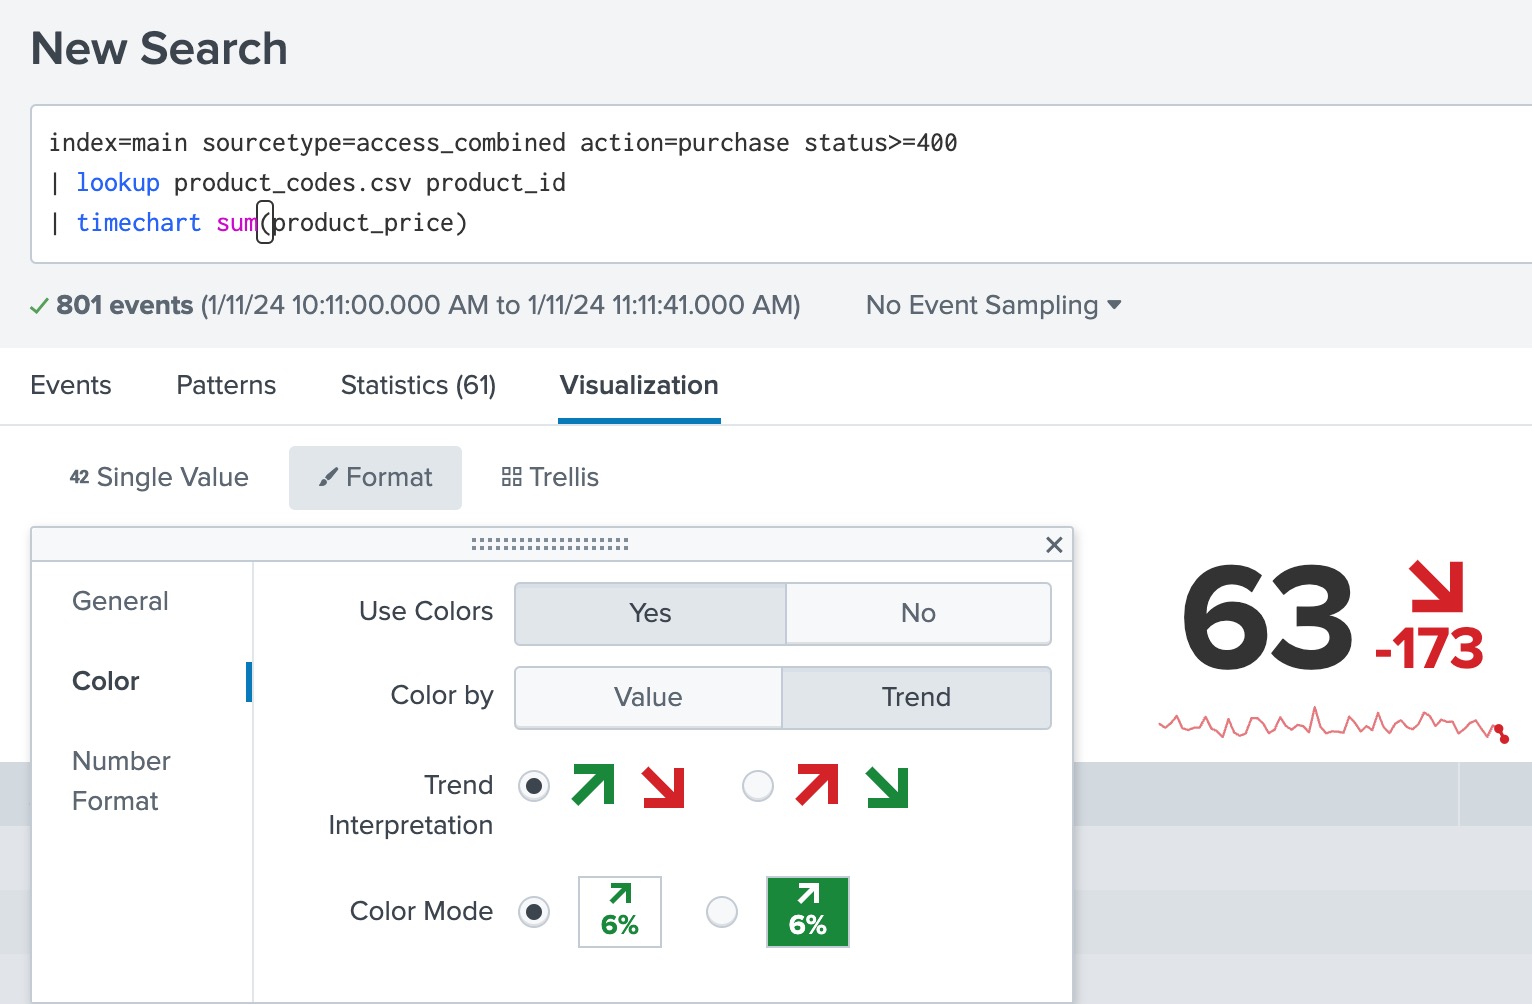 New Search
index=main sourcetype=access_combined action=purchase status>=400
| lookup product_codes.csv product_id
| timechart sum(product_price)
801 events (1/11/24 10:11:00.000 AM to 1/11/24 11:11:41.000 AM) No Event Sampling
Events Patterns Statistics (61) Visualization
42 Single Value Format Trellis
General
Color
Number
Format
Use Colors Yes No
Color by Value Trend
Trend
Interpretation
Color Mode 6% 6%
63
-173